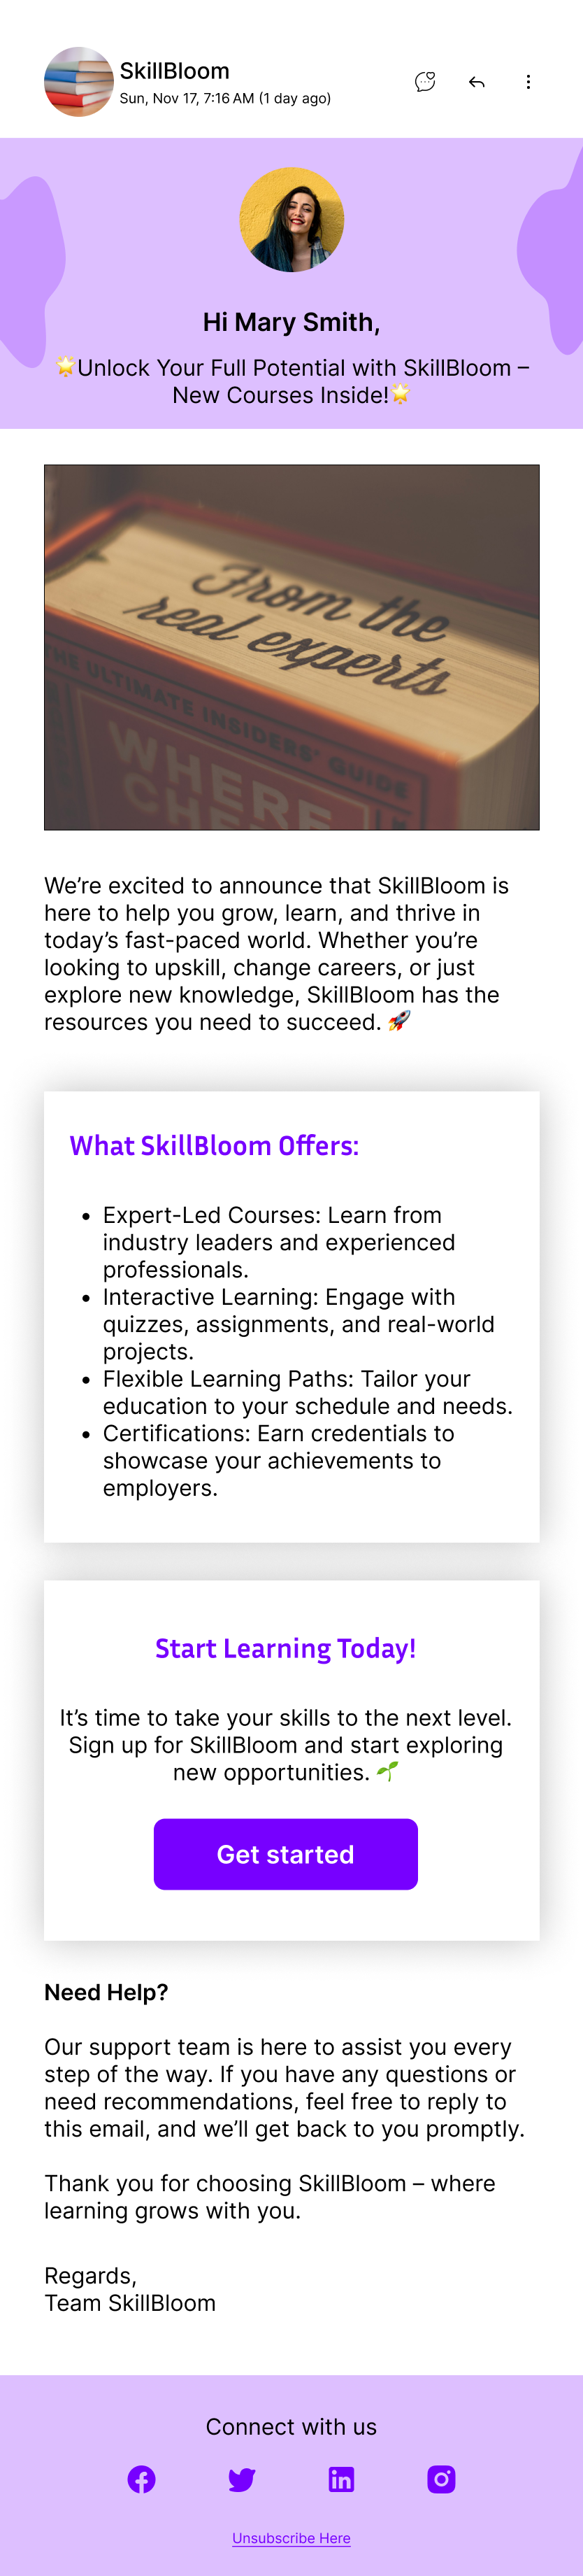 SkillBloom
Sun, Nov 17, 7:16 AM (1 day ago)
Hi Mary Smith,
🌟Unlock Your Full Potential with SkillBloom –
New Courses Inside!🌟
From the
real experts
THE ULTIMATE INSIDERS' GUIDE
WHERE
We’re excited to announce that SkillBloom is
here to help you grow, learn, and thrive in
today’s fast-paced world. Whether you’re
looking to upskill, change careers, or just
explore new knowledge, SkillBloom has the
resources you need to succeed. 🚀
What SkillBloom Offers:
• Expert-Led Courses: Learn from
industry leaders and experienced
professionals.
• Interactive Learning: Engage with
quizzes, assignments, and real-world
projects.
• Flexible Learning Paths: Tailor your
education to your schedule and needs.
• Certifications: Earn credentials to
showcase your achievements to
employers.
Start Learning Today!
It’s time to take your skills to the next level.
Sign up for SkillBloom and start exploring
new opportunities. 🌱
Get started
Need Help?
Our support team is here to assist you every
step of the way. If you have any questions or
need recommendations, feel free to reply to
this email, and we’ll get back to you promptly.
Thank you for choosing SkillBloom – where
learning grows with you.
Regards,
Team SkillBloom
Connect with us
Unsubscribe Here